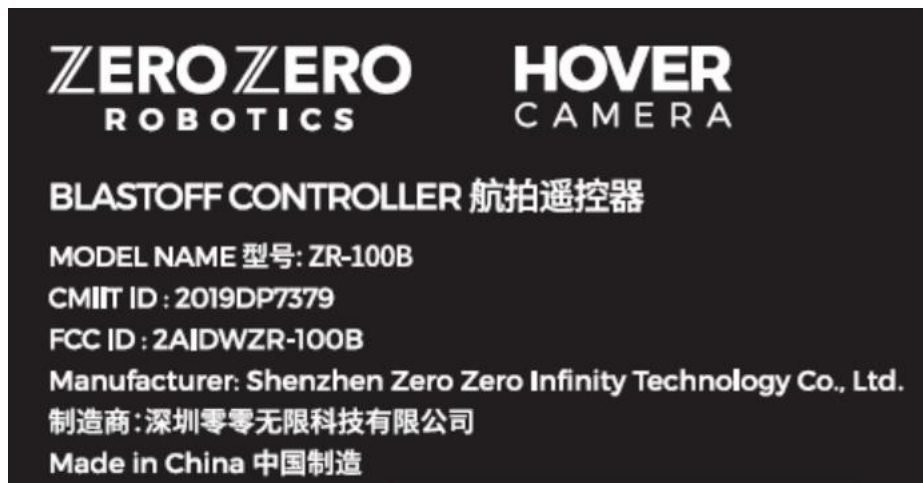 ZERO ZERO
ROBOTICS
HOVER
CAMERA
BLASTOFF CONTROLLER 航拍遥控器
MODEL NAME 型号: ZR-100B
CMIIT ID : 2019DP7379
FCC ID : 2AIDWZR-100B
Manufacturer: Shenzhen Zero Zero Infinity Technology Co., Ltd.
制造商：深圳零零无限科技有限公司
Made in China 中国制造